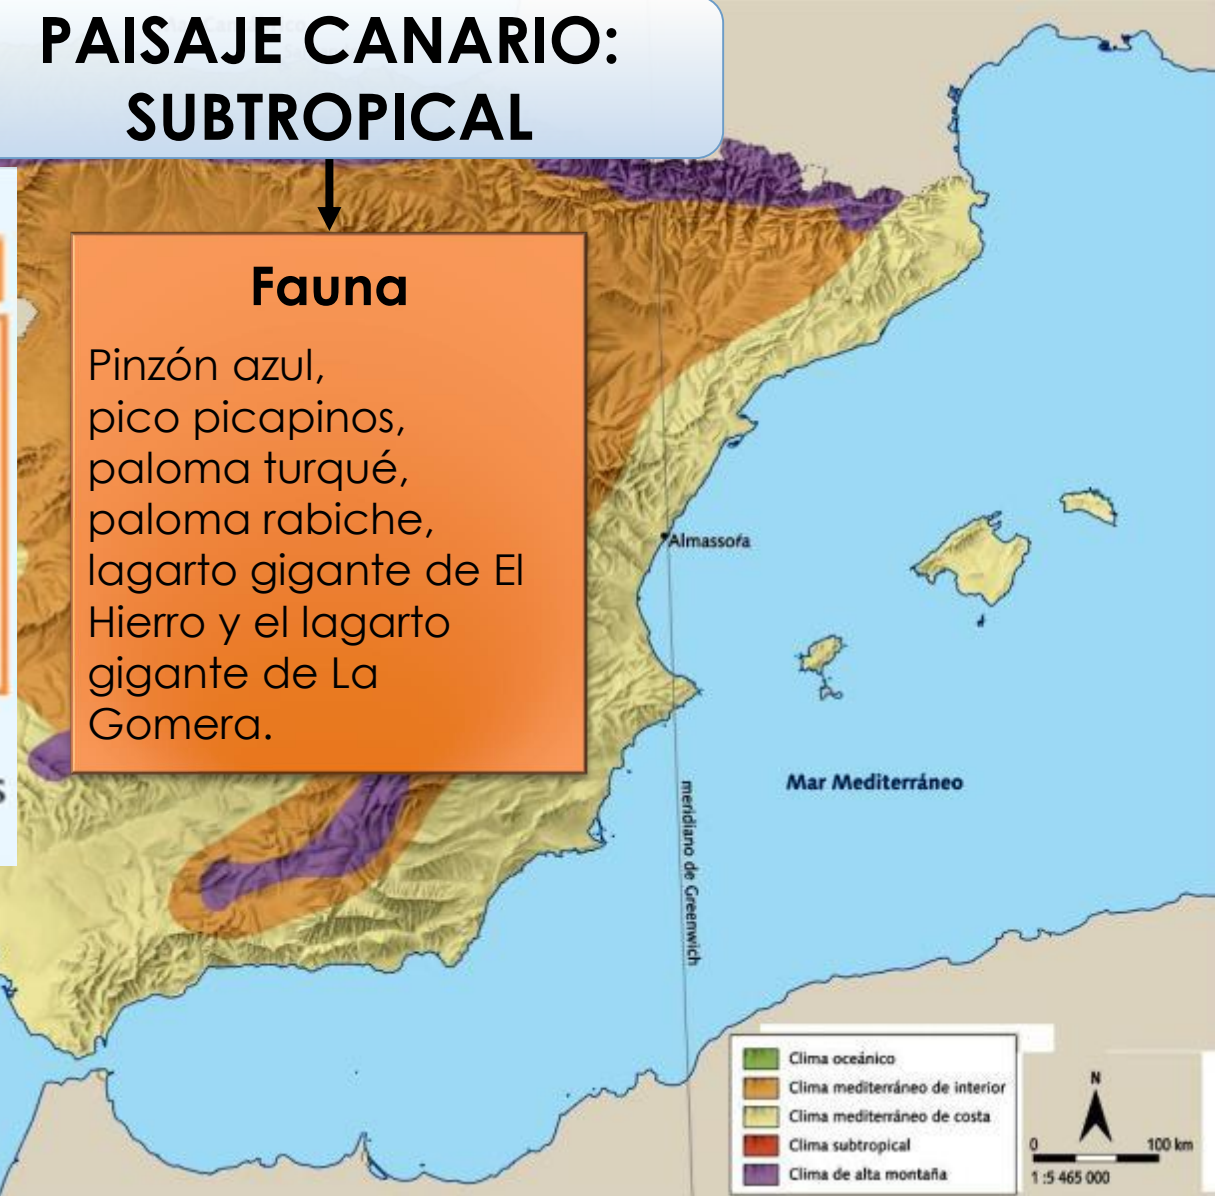 PAISAJE CANARIO:
SUBTROPICAL
Fauna
Pinzón azul,
pico picapinos,
paloma turqué,
paloma rabiche,
lagarto gigante de El
Hierro y el lagarto
gigante de La
Gomera.
Almassora
Mar Mediterráneo
meridiano de Greenwich
Clima oceánico
Clima mediterráneo de interior
Clima mediterráneo de costa
Clima subtropical
Clima de alta montaña
N
0 100 km
1 :5 465 000